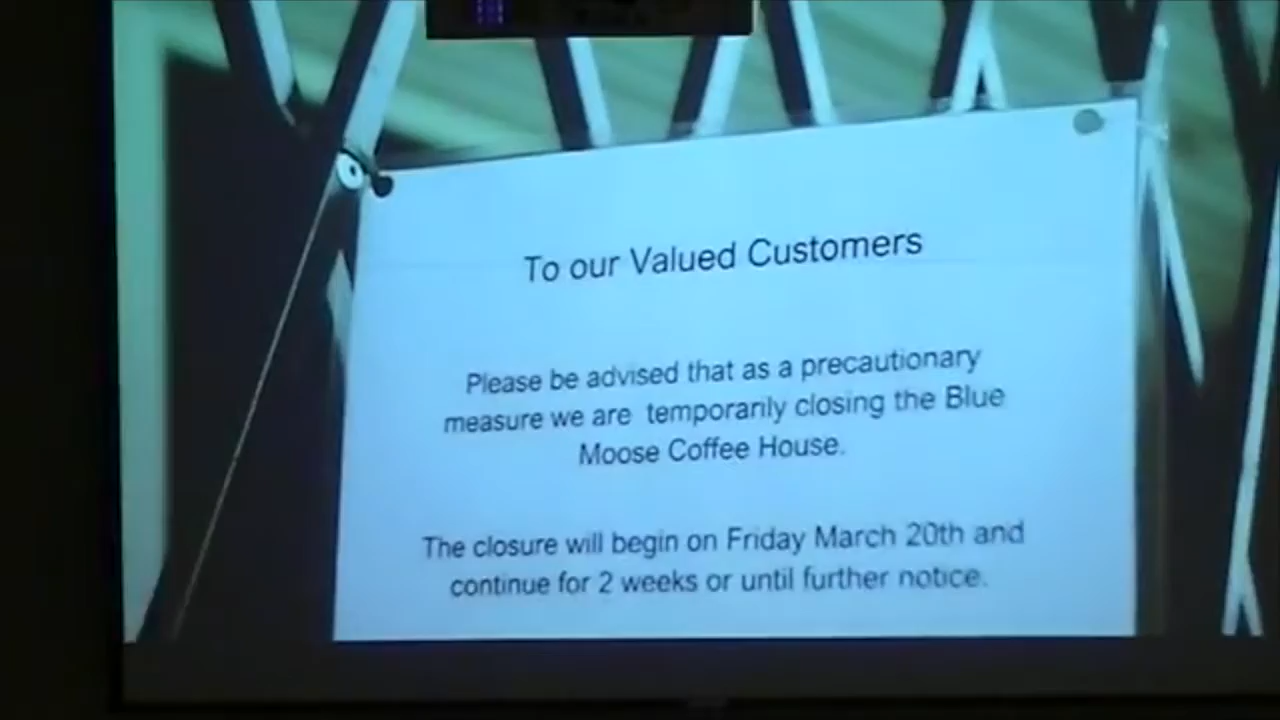 To our Valued Customers
Please be advised that as a precautionary
measure we are temporarily closing the Blue
Moose Coffee House.
The closure will begin on Friday March 20th and
continue for 2 weeks or until further notice.